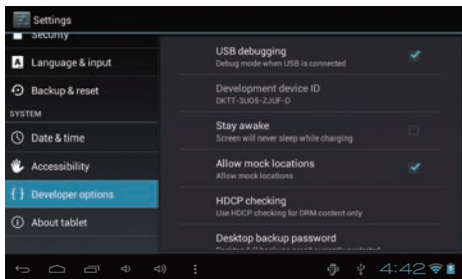 Settings
Security
Language & input
Backup & reset
SYSTEM
Date & time
Accessibility
{ } Developer options
About tablet
USB debugging
Debug mode when USB is connected
Development device ID
DKTT-3UO5-ZJUF-D
Stay awake
Screen will never sleep while charging
Allow mock locations
Allow mock locations
HDCP checking
Use HDCP checking for DRM content only
Desktop backup password
4:42